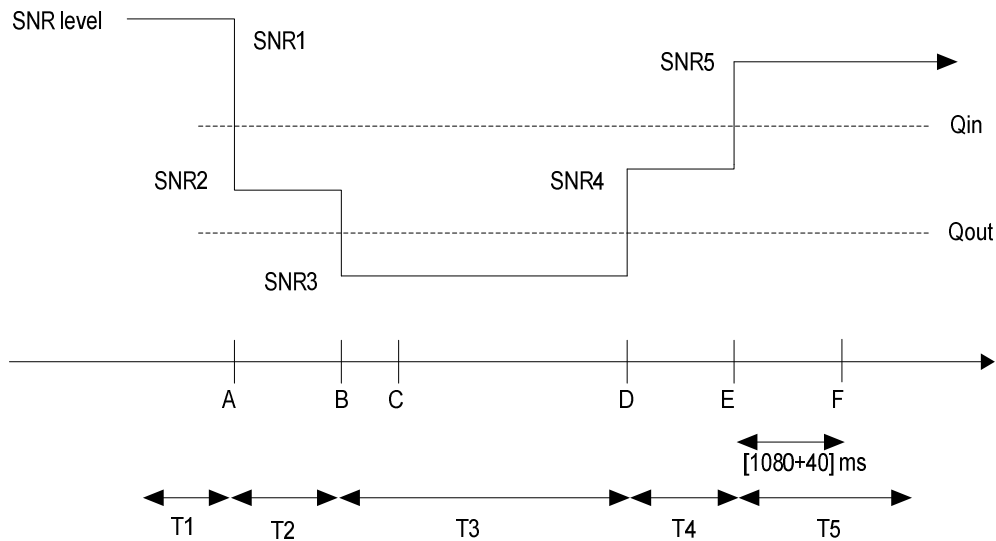 SNR level
SNR1
SNR5
Qin
SNR2
SNR4
Qout
SNR3
A B C D E F
[1080+40] ms
T1 T2 T3 T4 T5